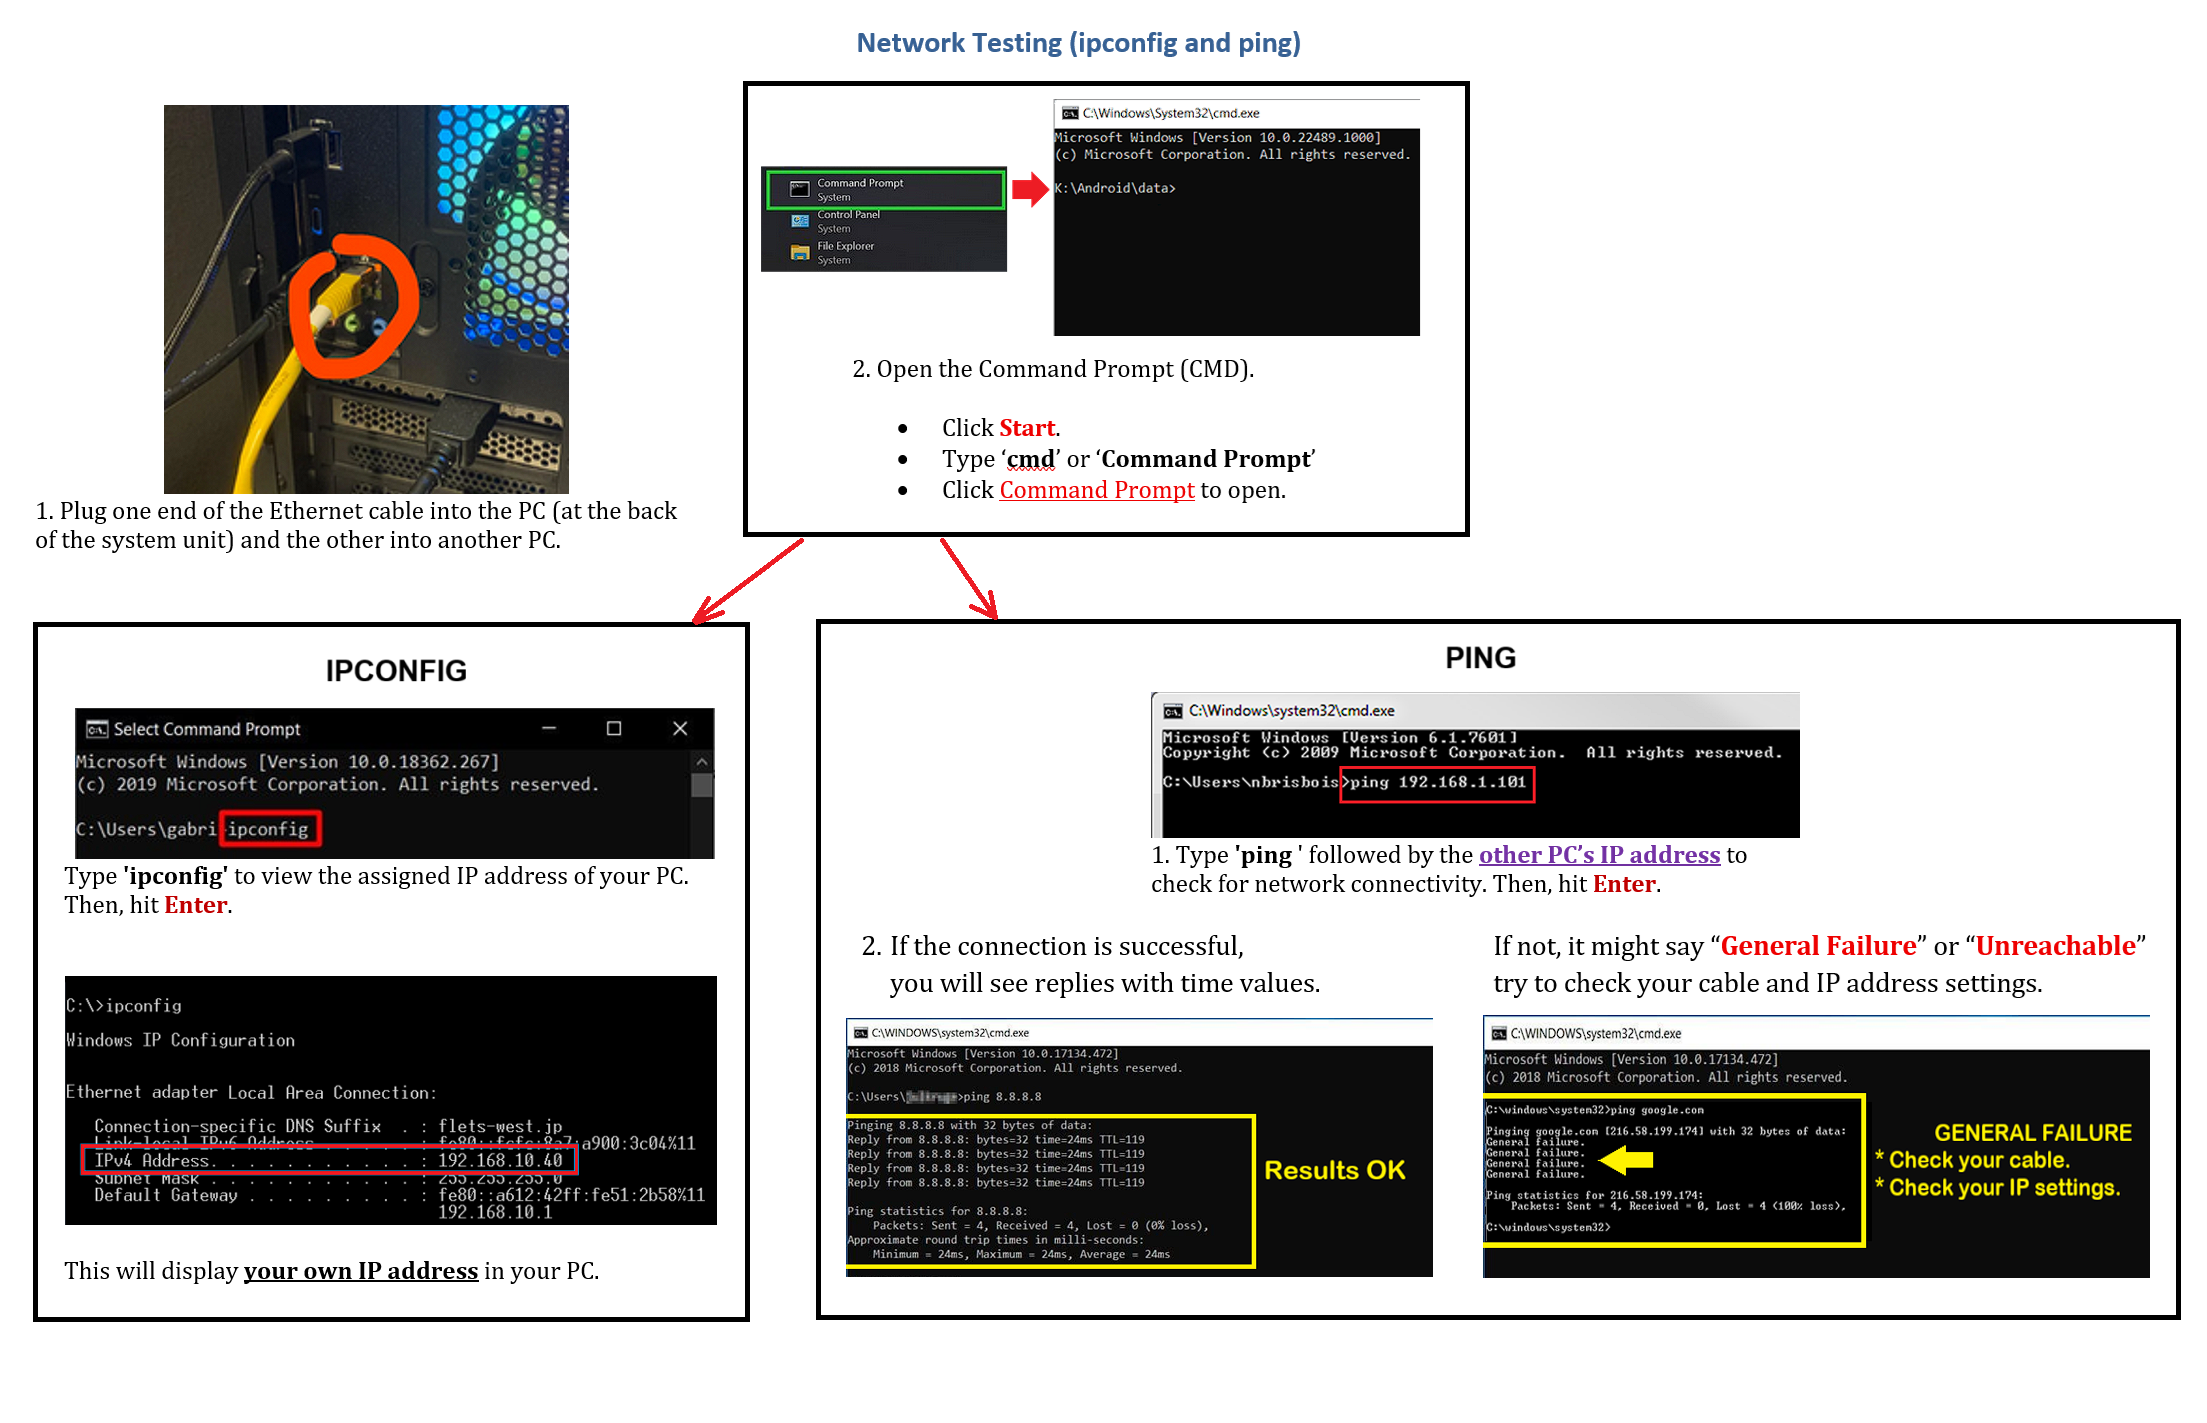 Network Testing (ipconfig and ping)
C:\Windows\System32\cmd.exe
Microsoft Windows [Version 10.0.22489.1000]
(c) Microsoft Corporation. All rights reserved.
K:\Android\data>
Command Prompt
System
Control Panel
System
File Explorer
System
1. Plug one end of the Ethernet cable into the PC (at the back
of the system unit) and the other into another PC.
2. Open the Command Prompt (CMD).
• Click Start.
• Type ‘cmd’ or ‘Command Prompt’
• Click Command Prompt to open.
IPCONFIG
Select Command Prompt
Microsoft Windows [Version 10.0.18362.267]
(c) 2019 Microsoft Corporation. All rights reserved.
C:\Users\gabri ipconfig
Type 'ipconfig' to view the assigned IP address of your PC.
Then, hit Enter.
C:\>ipconfig
Windows IP Configuration
Ethernet adapter Local Area Connection:
Connection-specific DNS Suffix . : flets-west.jp
Link-local IPv6 Address . . . . . : fe80::fcfc:8a7:a900:3c04%11
IPv4 Address. . . . . . . . . . . : 192.168.10.40
Subnet Mask . . . . . . . . . . . : 255.255.255.0
Default Gateway . . . . . . . . . : fe80::a612:42ff:fe51:2b58%11
192.168.10.1
This will display your own IP address in your PC.
PING
C:\Windows\system32\cmd.exe
Microsoft Windows [Version 6.1.7601]
Copyright (c) 2009 Microsoft Corporation. All rights reserved.
C:\Users\nbrisbois>ping 192.168.1.101
1. Type 'ping ' followed by the other PC’s IP address to
check for network connectivity. Then, hit Enter.
2. If the connection is successful,
you will see replies with time values.
C:\WINDOWS\system32\cmd.exe
Microsoft Windows [Version 10.0.17134.472]
(c) 2018 Microsoft Corporation. All rights reserved.
C:\Users\ >ping 8.8.8.8
Pinging 8.8.8.8 with 32 bytes of data:
Reply from 8.8.8.8: bytes=32 time=24ms TTL=119
Reply from 8.8.8.8: bytes=32 time=24ms TTL=119
Reply from 8.8.8.8: bytes=32 time=24ms TTL=119
Reply from 8.8.8.8: bytes=32 time=24ms TTL=119
Ping statistics for 8.8.8.8:
Packets: Sent = 4, Received = 4, Lost = 0 (0% loss),
Approximate round trip times in milli-seconds:
Minimum = 24ms, Maximum = 24ms, Average = 24ms
Results OK
If not, it might say “General Failure” or “Unreachable”
try to check your cable and IP address settings.
C:\WINDOWS\system32\cmd.exe
Microsoft Windows [Version 10.0.17134.472]
(c) 2018 Microsoft Corporation. All rights reserved.
C:\windows\system32>ping google.com
Pinging google.com [216.58.199.174] with 32 bytes of data:
General failure.
General failure.
General failure.
General failure.
Ping statistics for 216.58.199.174:
Packets: Sent = 4, Received = 0, Lost = 4 (100% loss),
C:\windows\system32>
GENERAL FAILURE
* Check your cable.
* Check your IP settings.